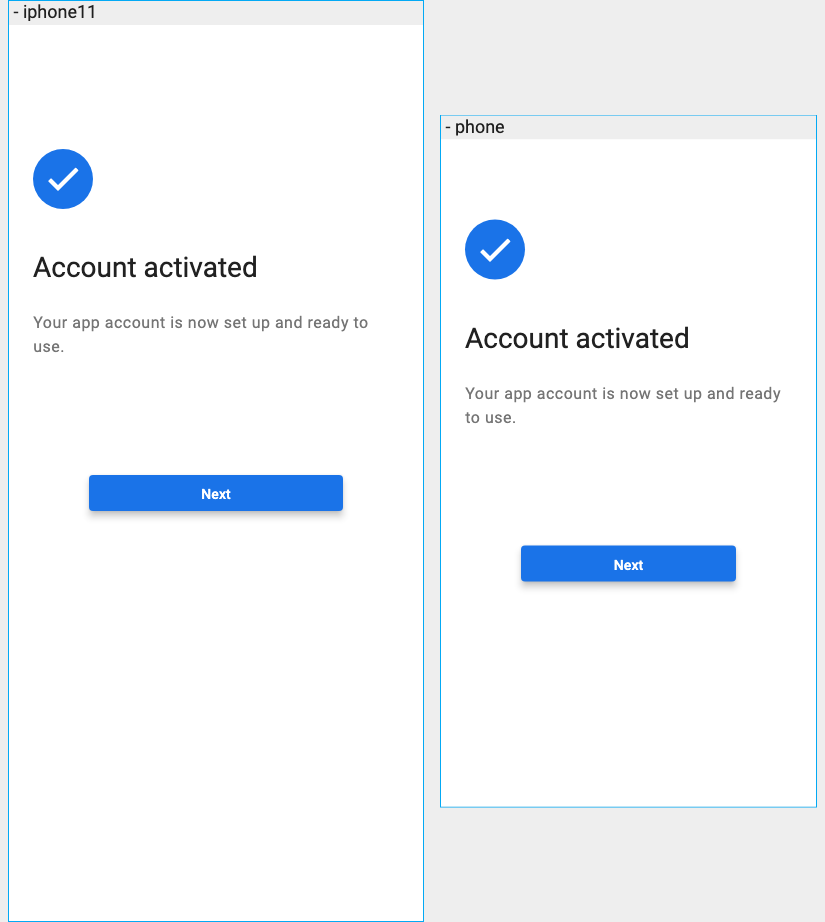 - iphone11
Account activated
Your app account is now set up and ready to
use.
Next
- phone
Account activated
Your app account is now set up and ready
to use.
Next